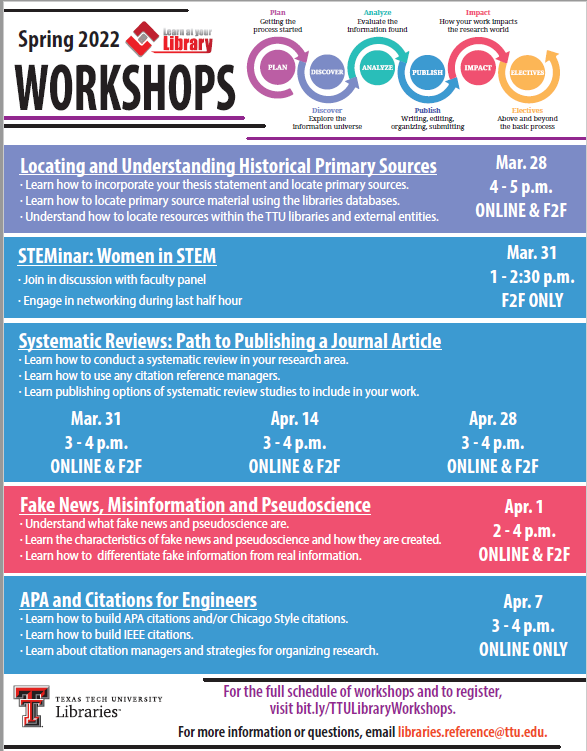 Spring 2022
Learn at your
Library
WORKSHOPS
Plan
Getting the
process started
Analyze
Evaluate the
information found
Impact
How your work impacts
the research world
PLAN
DISCOVER
ANALYZE
PUBLISH
IMPACT
ELECTIVES
Discover
Explore the
information universe
Publish
Writing, editing,
organizing, submitting
Electives
Above and beyond
the basic process
Locating and Understanding Historical Primary Sources
· Learn how to incorporate your thesis statement and locate primary sources.
· Learn how to locate primary source material using the libraries databases.
· Understand how to locate resources within the TTU libraries and external entities.
Mar. 28
4 - 5 p.m.
ONLINE & F2F
STEMinar: Women in STEM
· Join in discussion with faculty panel
· Engage in networking during last half hour
Mar. 31
1 - 2:30 p.m.
F2F ONLY
Systematic Reviews: Path to Publishing a Journal Article
· Learn how to conduct a systematic review in your research area.
· Learn how to use any citation reference managers.
· Learn publishing options of systematic review studies to include in your work.
Mar. 31
3 - 4 p.m.
ONLINE & F2F
Apr. 14
3 - 4 p.m.
ONLINE & F2F
Apr. 28
3 - 4 p.m.
ONLINE & F2F
Fake News, Misinformation and Pseudoscience
· Understand what fake news and pseudoscience are.
· Learn the characteristics of fake news and pseudoscience and how they are created.
· Learn how to differentiate fake information from real information.
Apr. 1
2 - 4 p.m.
ONLINE & F2F
APA and Citations for Engineers
· Learn how to build APA citations and/or Chicago Style citations.
· Learn how to build IEEE citations.
· Learn about citation managers and strategies for organizing research.
Apr. 7
3 - 4 p.m.
ONLINE ONLY
TEXAS TECH UNIVERSITY
Libraries™
For the full schedule of workshops and to register,
visit bit.ly/TTULibraryWorkshops.
For more information or questions, email libraries.reference@ttu.edu.